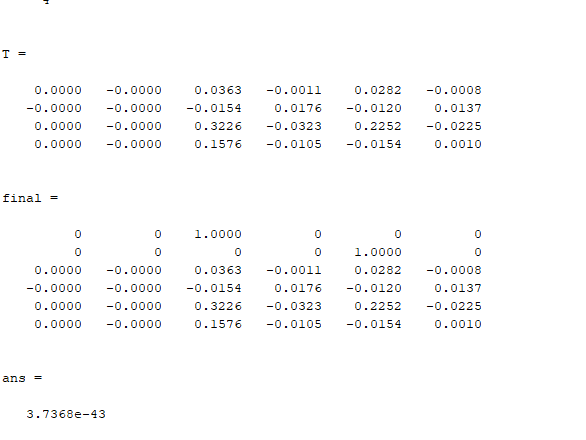 T =
0.0000 -0.0000 0.0363 -0.0011 0.0282 -0.0008
-0.0000 -0.0000 -0.0154 0.0176 -0.0120 0.0137
0.0000 -0.0000 0.3226 -0.0323 0.2252 -0.0225
0.0000 -0.0000 0.1576 -0.0105 -0.0154 0.0010
final =
0 0 1.0000 0 0 0
0 0 0 0 1.0000 0
0.0000 -0.0000 0.0363 -0.0011 0.0282 -0.0008
-0.0000 -0.0000 -0.0154 0.0176 -0.0120 0.0137
0.0000 -0.0000 0.3226 -0.0323 0.2252 -0.0225
0.0000 -0.0000 0.1576 -0.0105 -0.0154 0.0010
ans =
3.7368e-43